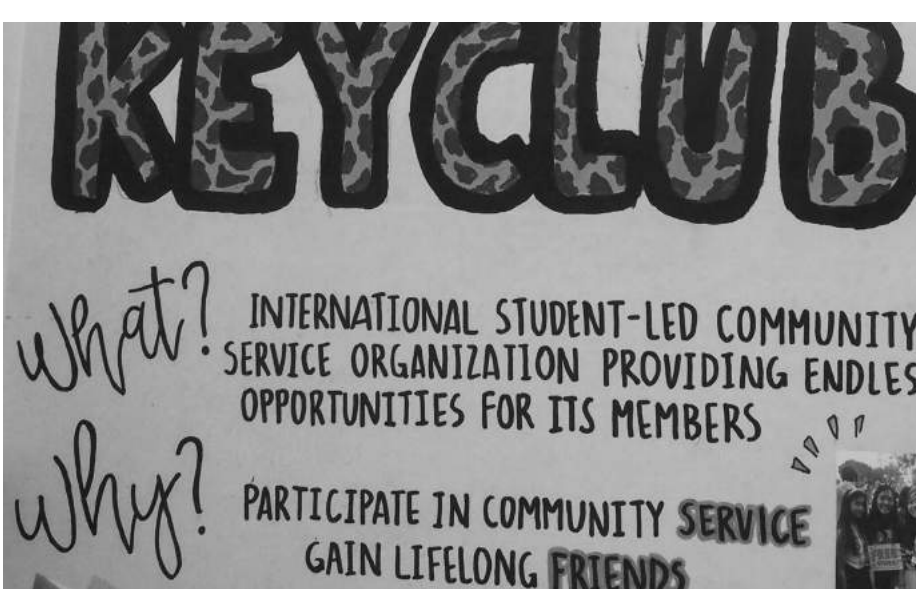 KEYCLUB
what? INTERNATIONAL STUDENT-LED COMMUNITY
SERVICE ORGANIZATION PROVIDING ENDLES
OPPORTUNITIES FOR ITS MEMBERS
why? PARTICIPATE IN COMMUNITY SERVICE
GAIN LIFELONG FRIENDS